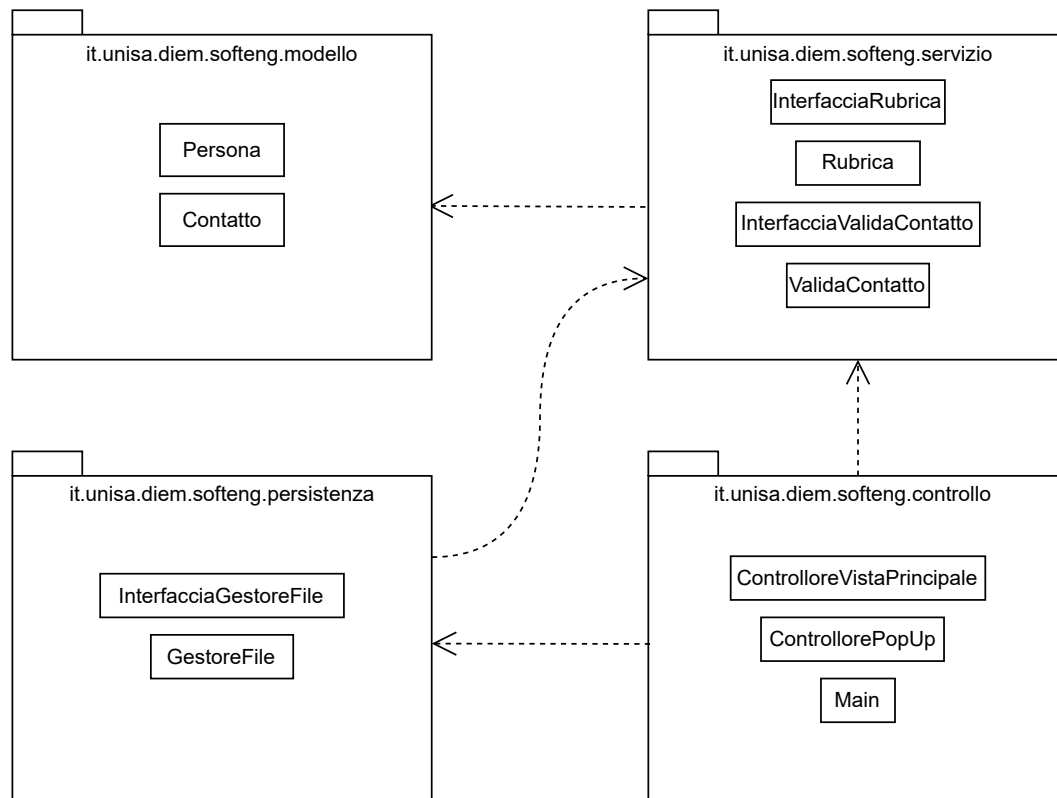 it.unisa.diem.softeng.modello
Persona
Contatto
it.unisa.diem.softeng.servizio
InterfacciaRubrica
Rubrica
InterfacciaValidaContatto
ValidaContatto
it.unisa.diem.softeng.persistenza
InterfacciaGestoreFile
GestoreFile
it.unisa.diem.softeng.controllo
ControlloreVistaPrincipale
ControllorePopUp
Main